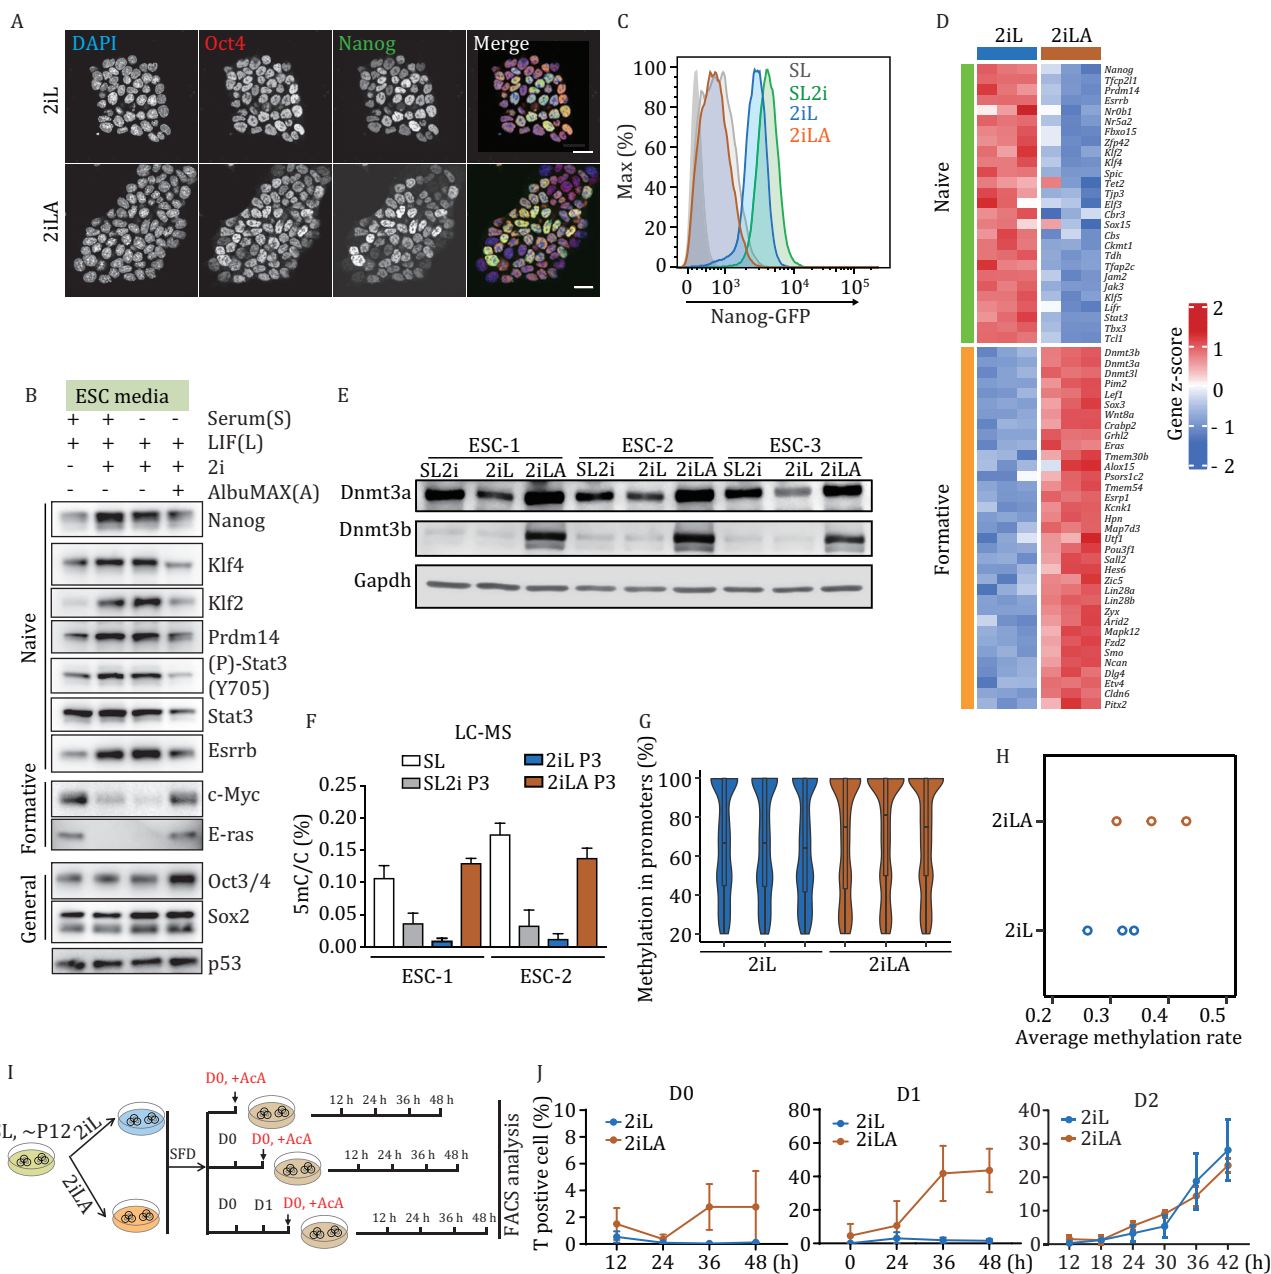 A
DAPI
Oct4
Nanog
Merge
2iL
2iLA
B
ESC media
+ + - - Serum(S)
+ + + + LIF(L)
- + + + 2i
- - - + AlbuMAX(A)
Naive
Nanog
Klf4
Klf2
Prdm14
(P)-Stat3
(Y705)
Stat3
Esrrb
Formative
c-Myc
E-ras
General
Oct3/4
Sox2
p53
C
Max (%)
100
80
60
40
20
0
SL
SL2i
2iL
2iLA
0 10³ 10⁴ 10⁵
Nanog-GFP
D
2iL 2iLA
Naive
Nanog
Tfcp2l1
Prdm14
Esrrb
Nr0b1
Nr5a2
Fbxo15
Zfp42
Klf2
Klf4
Spic
Tet2
Tjp3
Elf3
Cbr3
Sox15
Cbs
Ckmt1
Tdh
Tfap2c
Jam2
Jak3
Klf5
Lifr
Stat3
Tbx3
Tcl1
Formative
Dnmt3b
Dnmt3a
Dnmt3l
Pim2
Lef1
Sox3
Wnt8a
Crabp2
Grhl2
Eras
Tmem30b
Alox15
Psors1c2
Tmem54
Esrp1
Kcnk1
Hpn
Map7d3
Utf1
Pou3f1
Sall2
Hes6
Zic5
Lin28a
Lin28b
Zyx
Arid2
Mapk12
Fzd2
Smo
Ncan
Dlg4
Etv4
Cldn6
Pitx2
Gene z-score
2
1
0
- 1
- 2
E
ESC-1 ESC-2 ESC-3
SL2i 2iL 2iLA SL2i 2iL 2iLA SL2i 2iL 2iLA
Dnmt3a
Dnmt3b
Gapdh
F
LC-MS
SL
SL2i P3
2iL P3
2iLA P3
5mC/C (%)
0.25
0.20
0.15
0.10
0.05
0.00
ESC-1 ESC-2
G
Methylation in promoters (%)
100
80
60
40
20
2iL 2iLA
H
2iLA
2iL
0.2 0.3 0.4 0.5
Average methylation rate
I
SL, ~P12
2iL
2iLA
SFD
D0, +AcA
12 h 24 h 36 h 48 h
D0 D0, +AcA
12 h 24 h 36 h 48 h
D0 D1 D0, +AcA
12 h 24 h 36 h 48 h
FACS analysis
J
T postive cell (%)
D0
10
8
6
4
2
0
2iL
2iLA
12 24 36 48 (h)
D1
80
60
40
20
0
2iL
2iLA
0 24 36 48 (h)
D2
40
30
20
10
0
2iL
2iLA
12 18 24 30 36 42 (h)